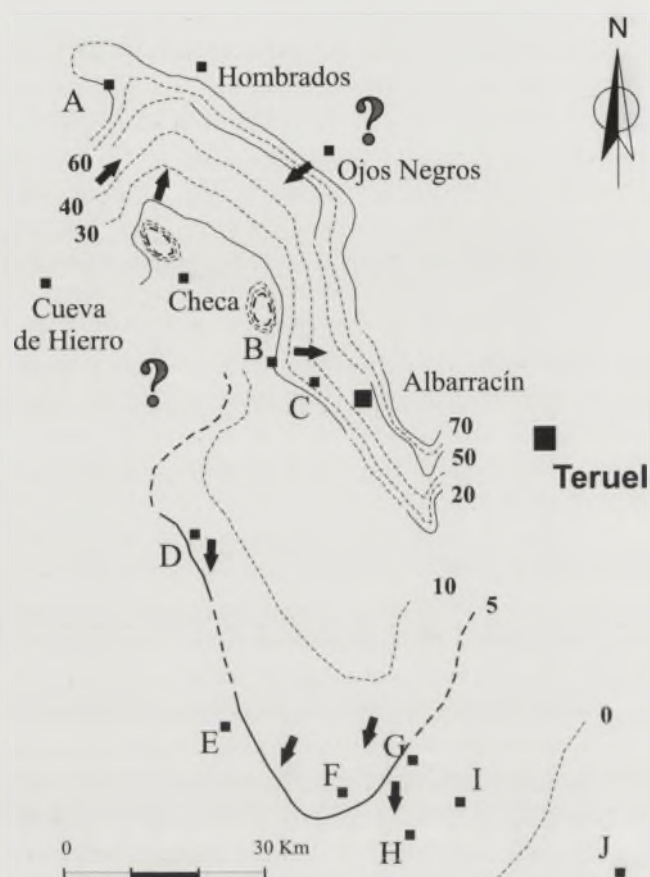 N
Hombrados
A
?
Ojos Negros
60
40
30
Cueva
de Hierro
Checa
B
?
C
Albarracín
70
50
20
Teruel
D
10
5
0
E
F
G
I
H
J
0
30 Km